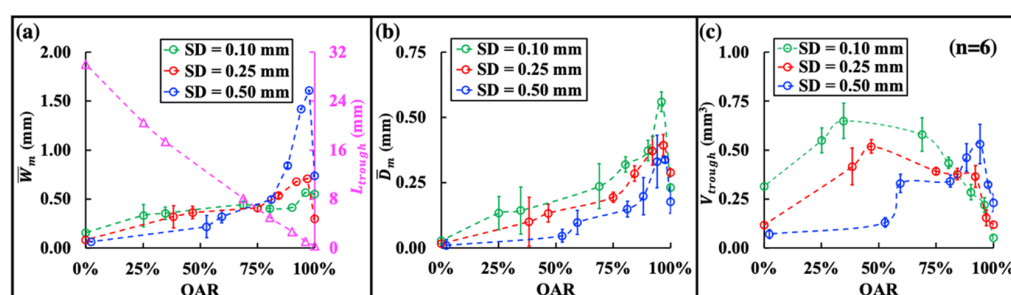 (a)
2.00
1.50
1.00
0.50
0.00
W̅m (mm)
SD = 0.10 mm
SD = 0.25 mm
SD = 0.50 mm
32
24
16
8
0
Ltrough (mm)
0% 25% 50% 75% 100%
OAR
(b)
0.75
0.50
0.25
0.00
D̅m (mm)
SD = 0.10 mm
SD = 0.25 mm
SD = 0.50 mm
0% 25% 50% 75% 100%
OAR
(c)
1.00
0.75
0.50
0.25
0.00
Vtrough (mm³)
SD = 0.10 mm
SD = 0.25 mm
SD = 0.50 mm
(n=6)
0% 25% 50% 75% 100%
OAR